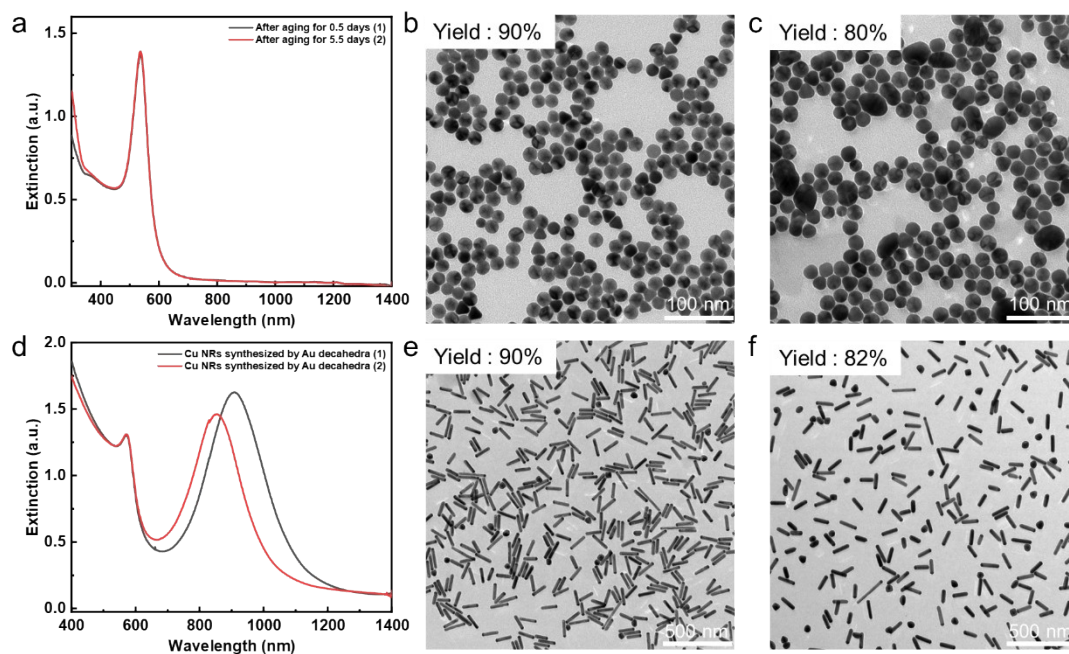 a
After aging for 0.5 days (1)
After aging for 5.5 days (2)
1.5
1.0
0.5
0.0
Extinction (a.u.)
400 600 800 1000 1200 1400
Wavelength (nm)
b
Yield : 90%
100 nm
c
Yield : 80%
100 nm
d
Cu NRs synthesized by Au decahedra (1)
Cu NRs synthesized by Au decahedra (2)
2.0
1.5
1.0
0.5
0.0
Extinction (a.u.)
400 600 800 1000 1200 1400
Wavelength (nm)
e
Yield : 90%
500 nm
f
Yield : 82%
500 nm